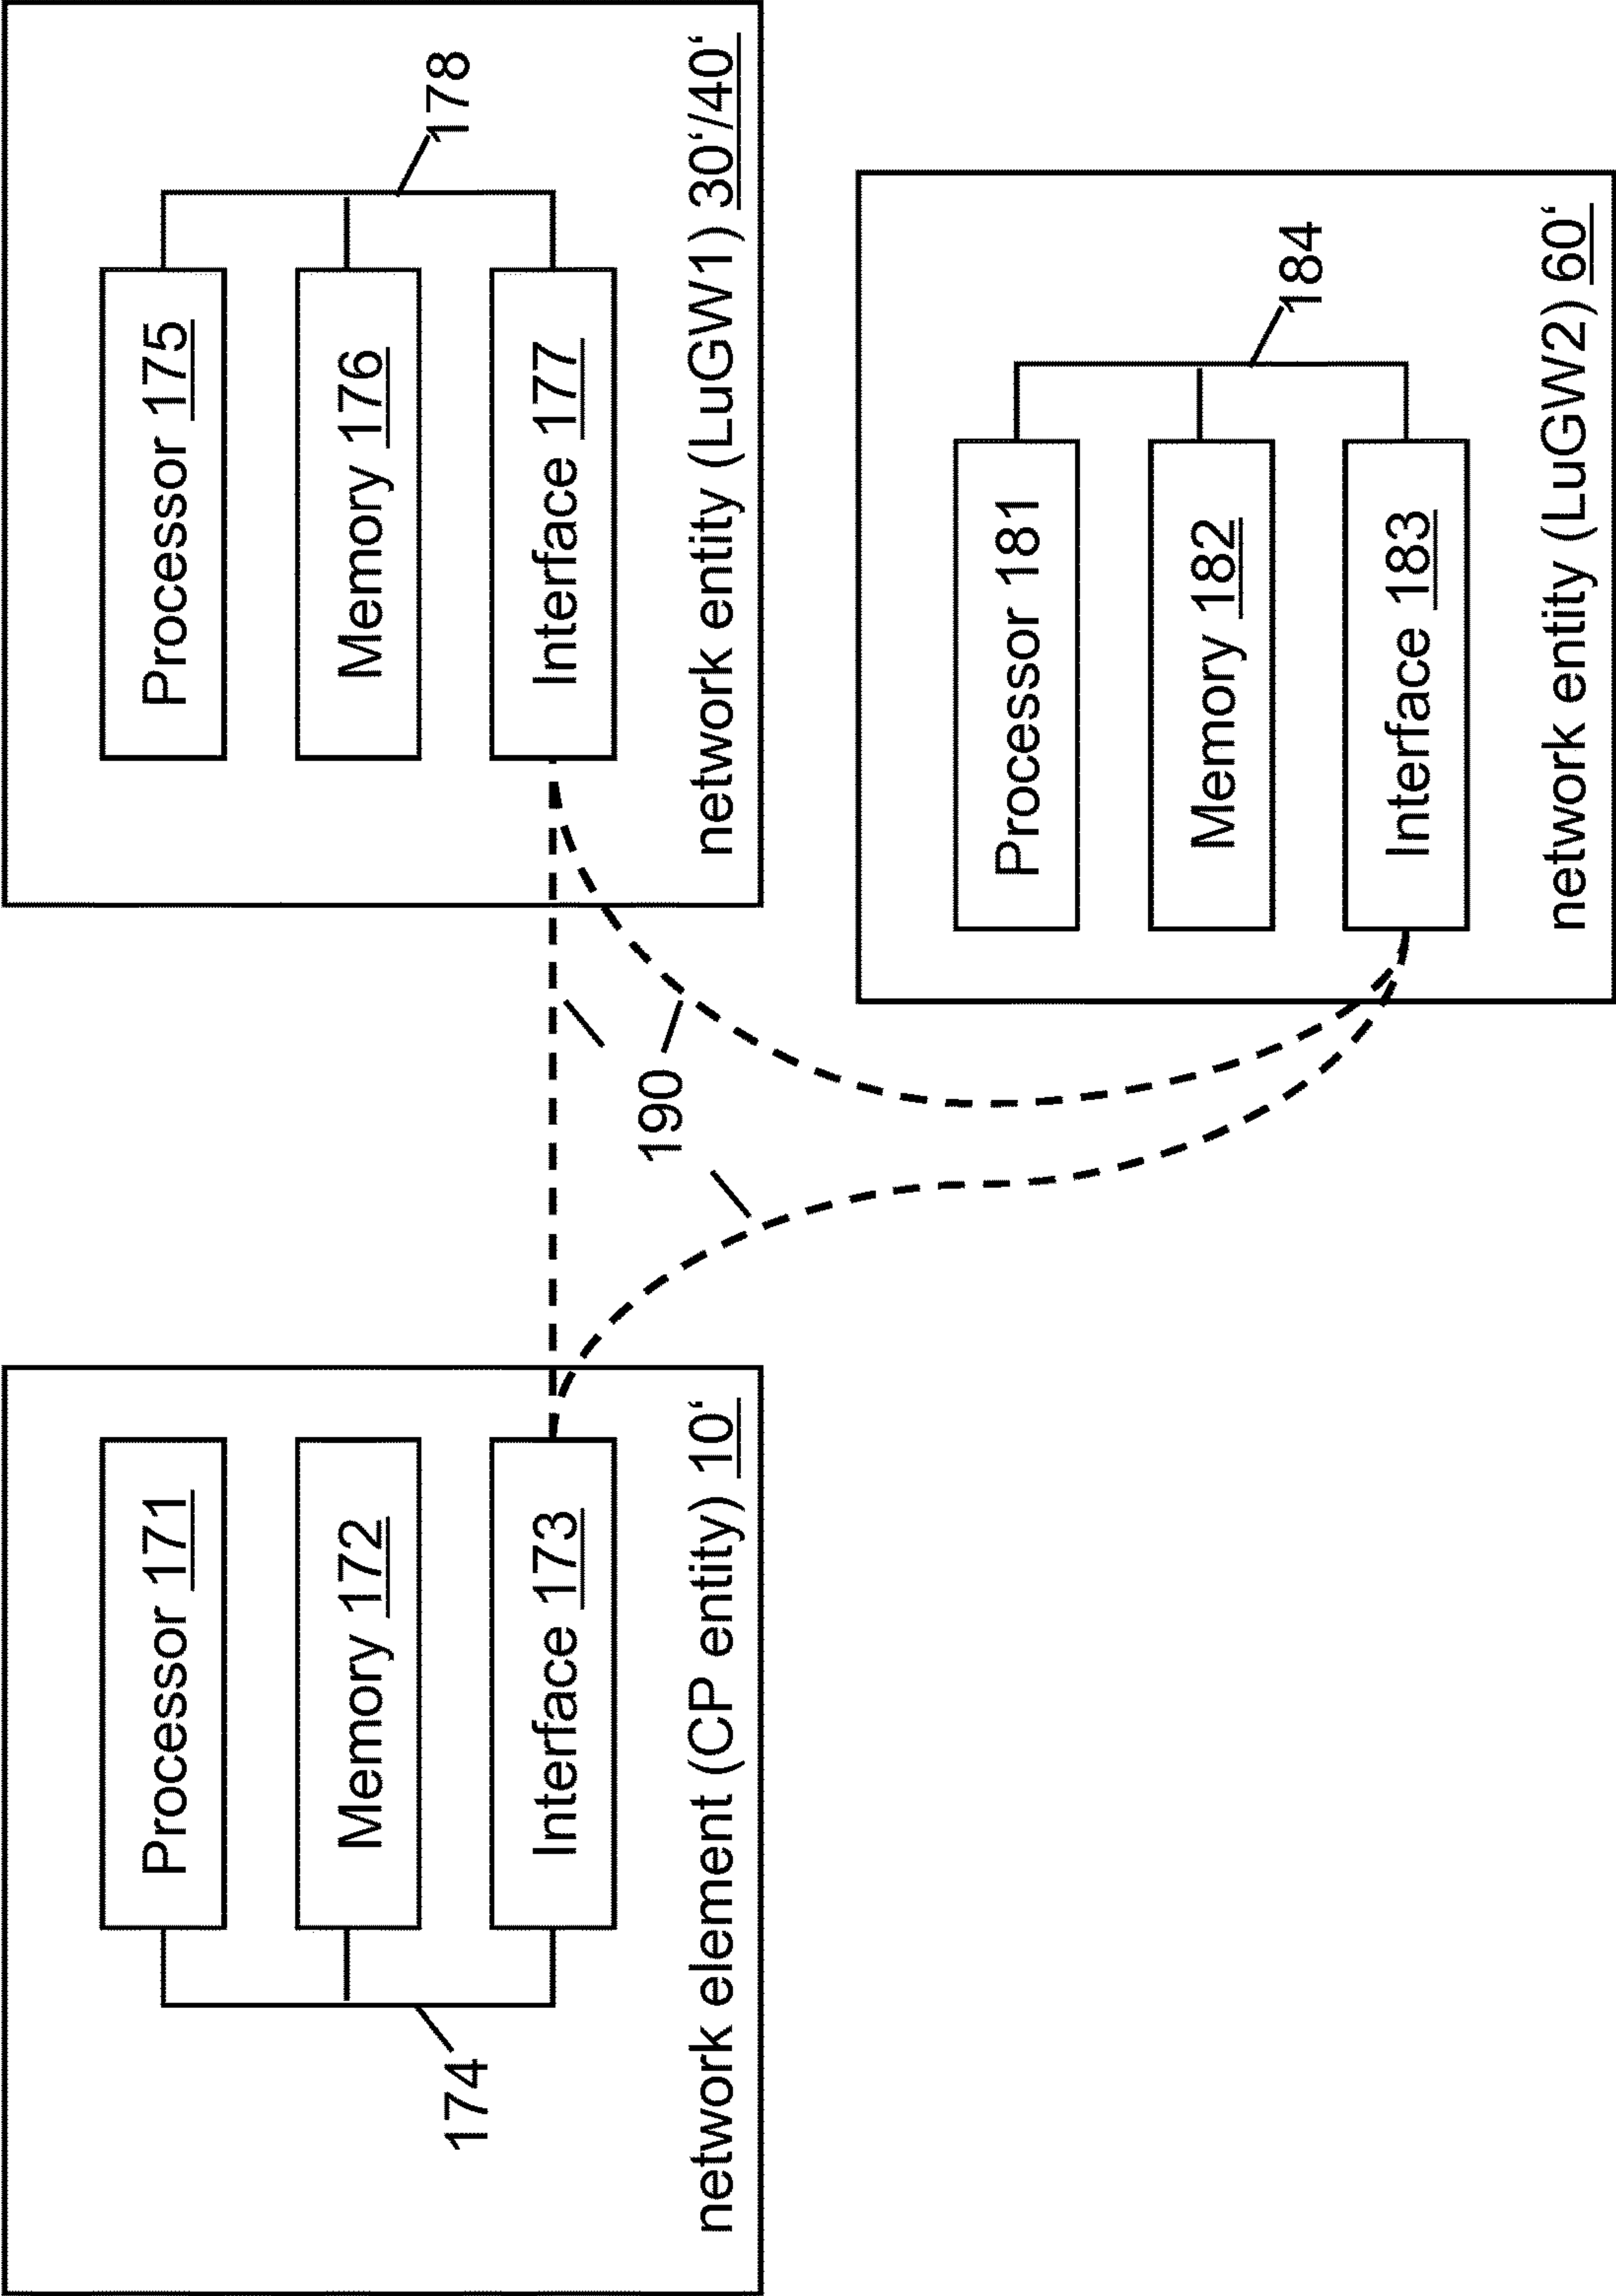 Processor 171
Memory 172
Interface 173
174
network element (CP entity) 10‘
190
Processor 175
Memory 176
Interface 177
178
network entity (LuGW1) 30‘/40‘
Processor 181
Memory 182
Interface 183
184
network entity (LuGW2) 60‘